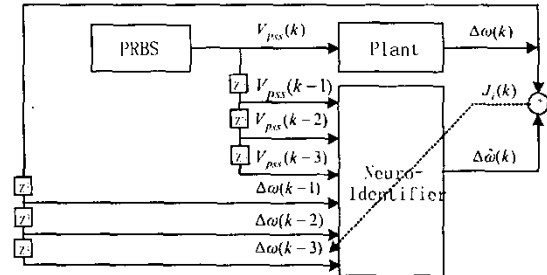 V_pss(k)
Δω(k)
PRBS
Plant
V_pss(k−1)
J_i(k)
z
V_pss(k−2)
z
V_pss(k−3)
z
Neuro-
Identifier
Δω̂(k)
Δω(k−1)
z
Δω(k−2)
z
Δω(k−3)
z